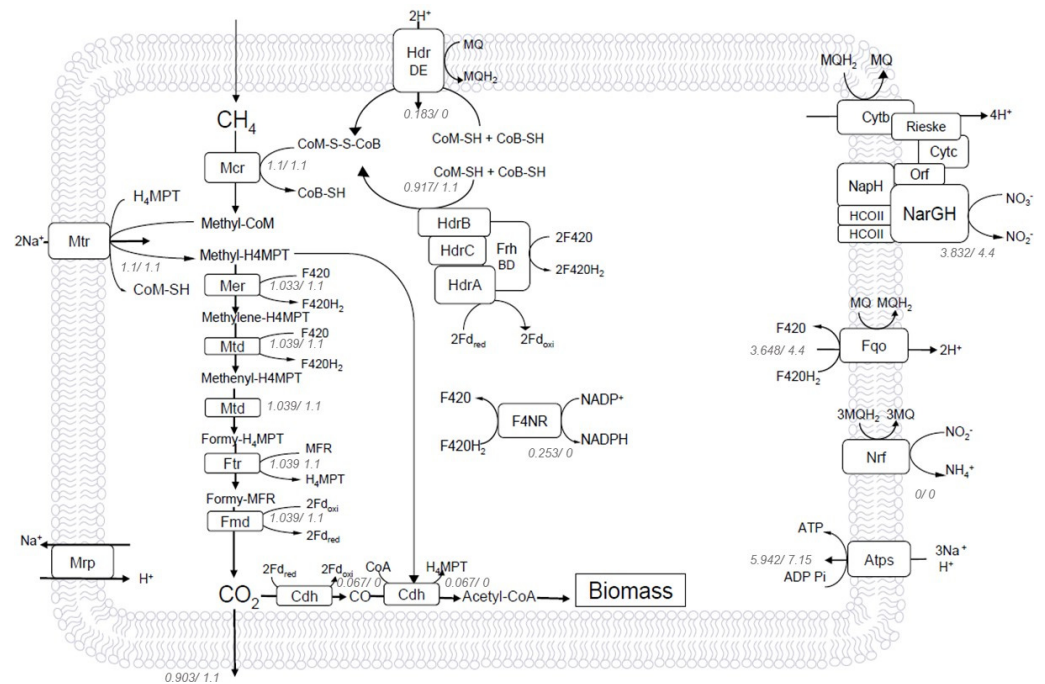 2H⁺
Hdr
DE
MQ
MQH₂
0.183/ 0
CoM-SH + CoB-SH
CH₄
CoM-S-S-CoB
Mcr
1.1/ 1.1
CoB-SH
CoM-SH + CoB-SH
0.917/ 1.1
H₄MPT
Methyl-CoM
2Na⁺
Mtr
Methyl-H4MPT
1.1/ 1.1
CoM-SH
HdrB
HdrC
HdrA
Frh
BD
2F420
2F420H₂
2Fd_red
2Fd_oxi
Mer
F420
1.033/ 1.1
F420H₂
Methylene-H4MPT
Mtd
F420
1.039/ 1.1
F420H₂
Methenyl-H4MPT
Mtd
1.039/ 1.1
Formy-H₄MPT
Ftr
MFR
1.039 1.1
H₄MPT
Formy-MFR
Fmd
2Fd_oxi
1.039/ 1.1
2Fd_red
F420
F420H₂
F4NR
NADP⁺
NADPH
0.253/ 0
Na⁺
Mrp
H⁺
CO₂
2Fd_red
2Fd_oxi
Cdh
0.067/ 0
CO
CoA
H₄MPT
Cdh
0.067/ 0
Acetyl-CoA
Biomass
0.903/ 1.1
MQH₂
MQ
Cytb
Rieske
4H⁺
Cytc
Orf
NapH
HCOII
HCOII
NarGH
NO₃⁻
NO₂⁻
3.832/ 4.4
MQ
MQH₂
F420
3.648/ 4.4
Fqo
2H⁺
F420H₂
3MQH₂
3MQ
Nrf
NO₂⁻
NH₄⁺
0/ 0
ATP
5.942/ 7.15
ADP Pi
Atps
3Na⁺
H⁺